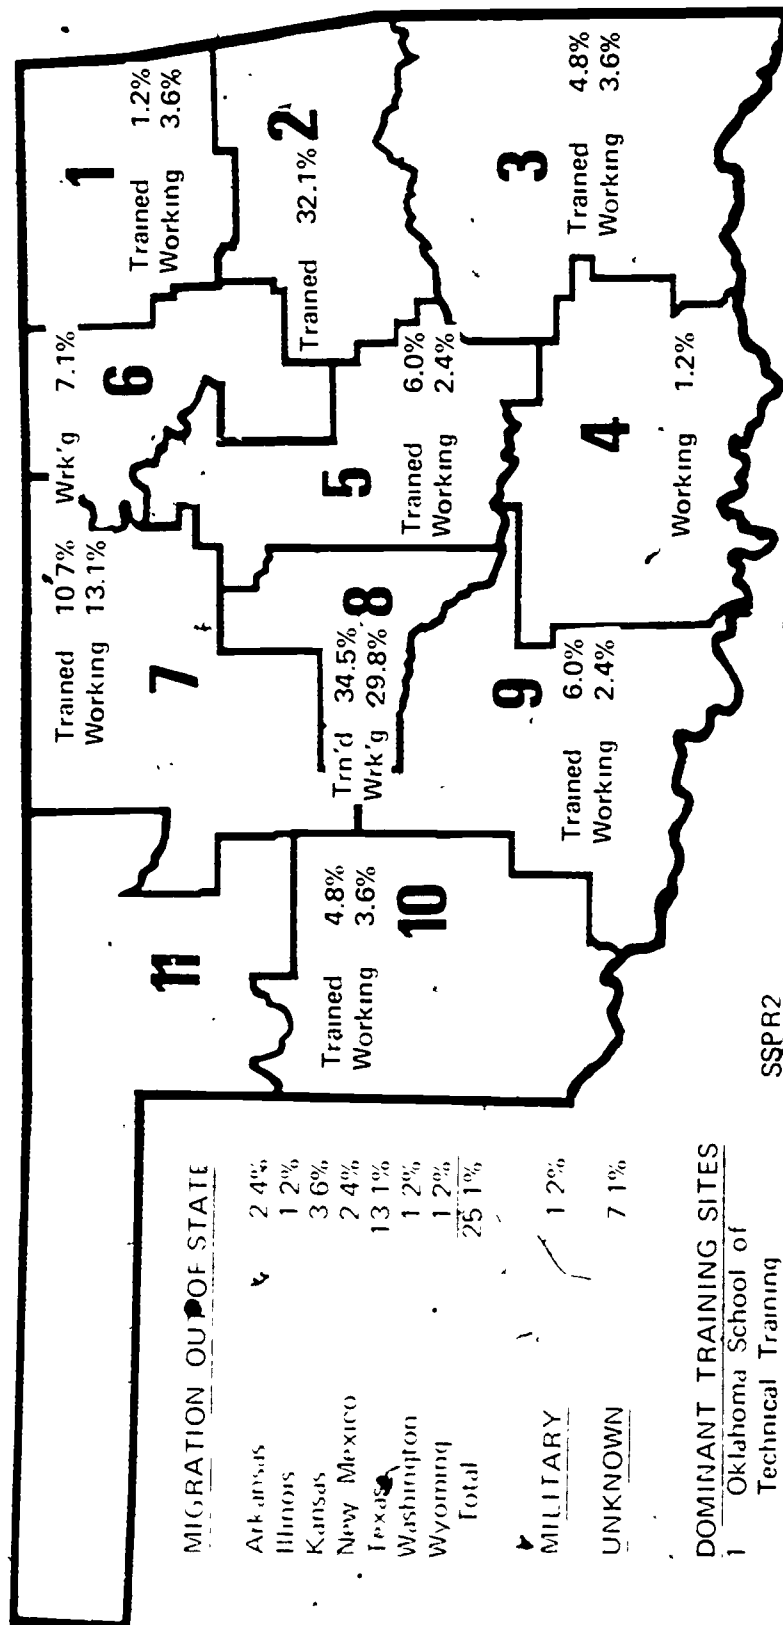 1
Trained 1.2%
Working 3.6%
2
Trained 32.1%
3
Trained 4.8%
Working 3.6%
4
Working 1.2%
5
Trained 6.0%
Working 2.4%
6
Wrk'g 7.1%
7
Trained 10.7%
Working 13.1%
8
Trn'd 34.5%
Wrk'g 29.8%
9
Trained 6.0%
Working 2.4%
10
Trained 4.8%
Working 3.6%
11
MIGRATION OUT OF STATE
Arkansas 2 4%
Illinois 1 2%
Kansas 3 6%
New Mexico 2 4%
Texas 13 1%
Washington 1 2%
Wyoming 1 2%
Total 25 1%
MILITARY 1 2%
UNKNOWN 7 1%
DOMINANT TRAINING SITES
1 Oklahoma School of
Technical Training
SSPR2